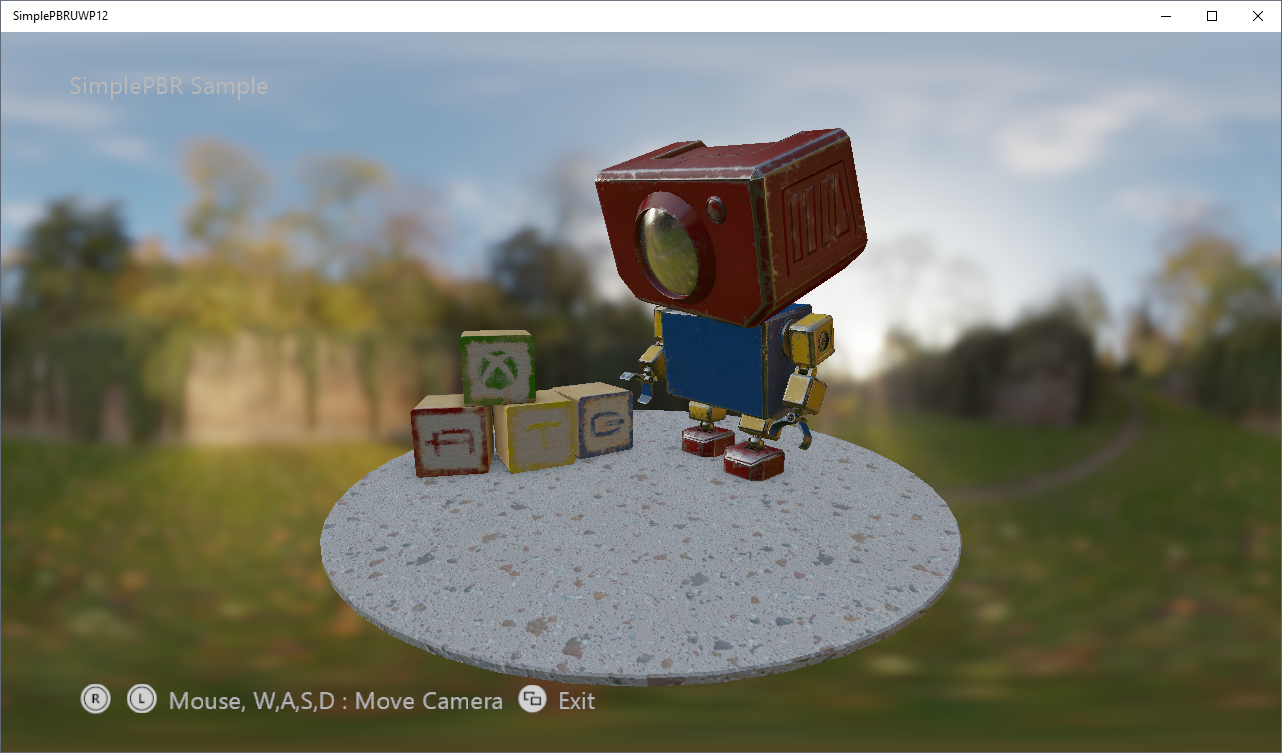 SimplePBRUWP12
SimplePBR Sample
A T G
R L Mouse, W,A,S,D : Move Camera Exit